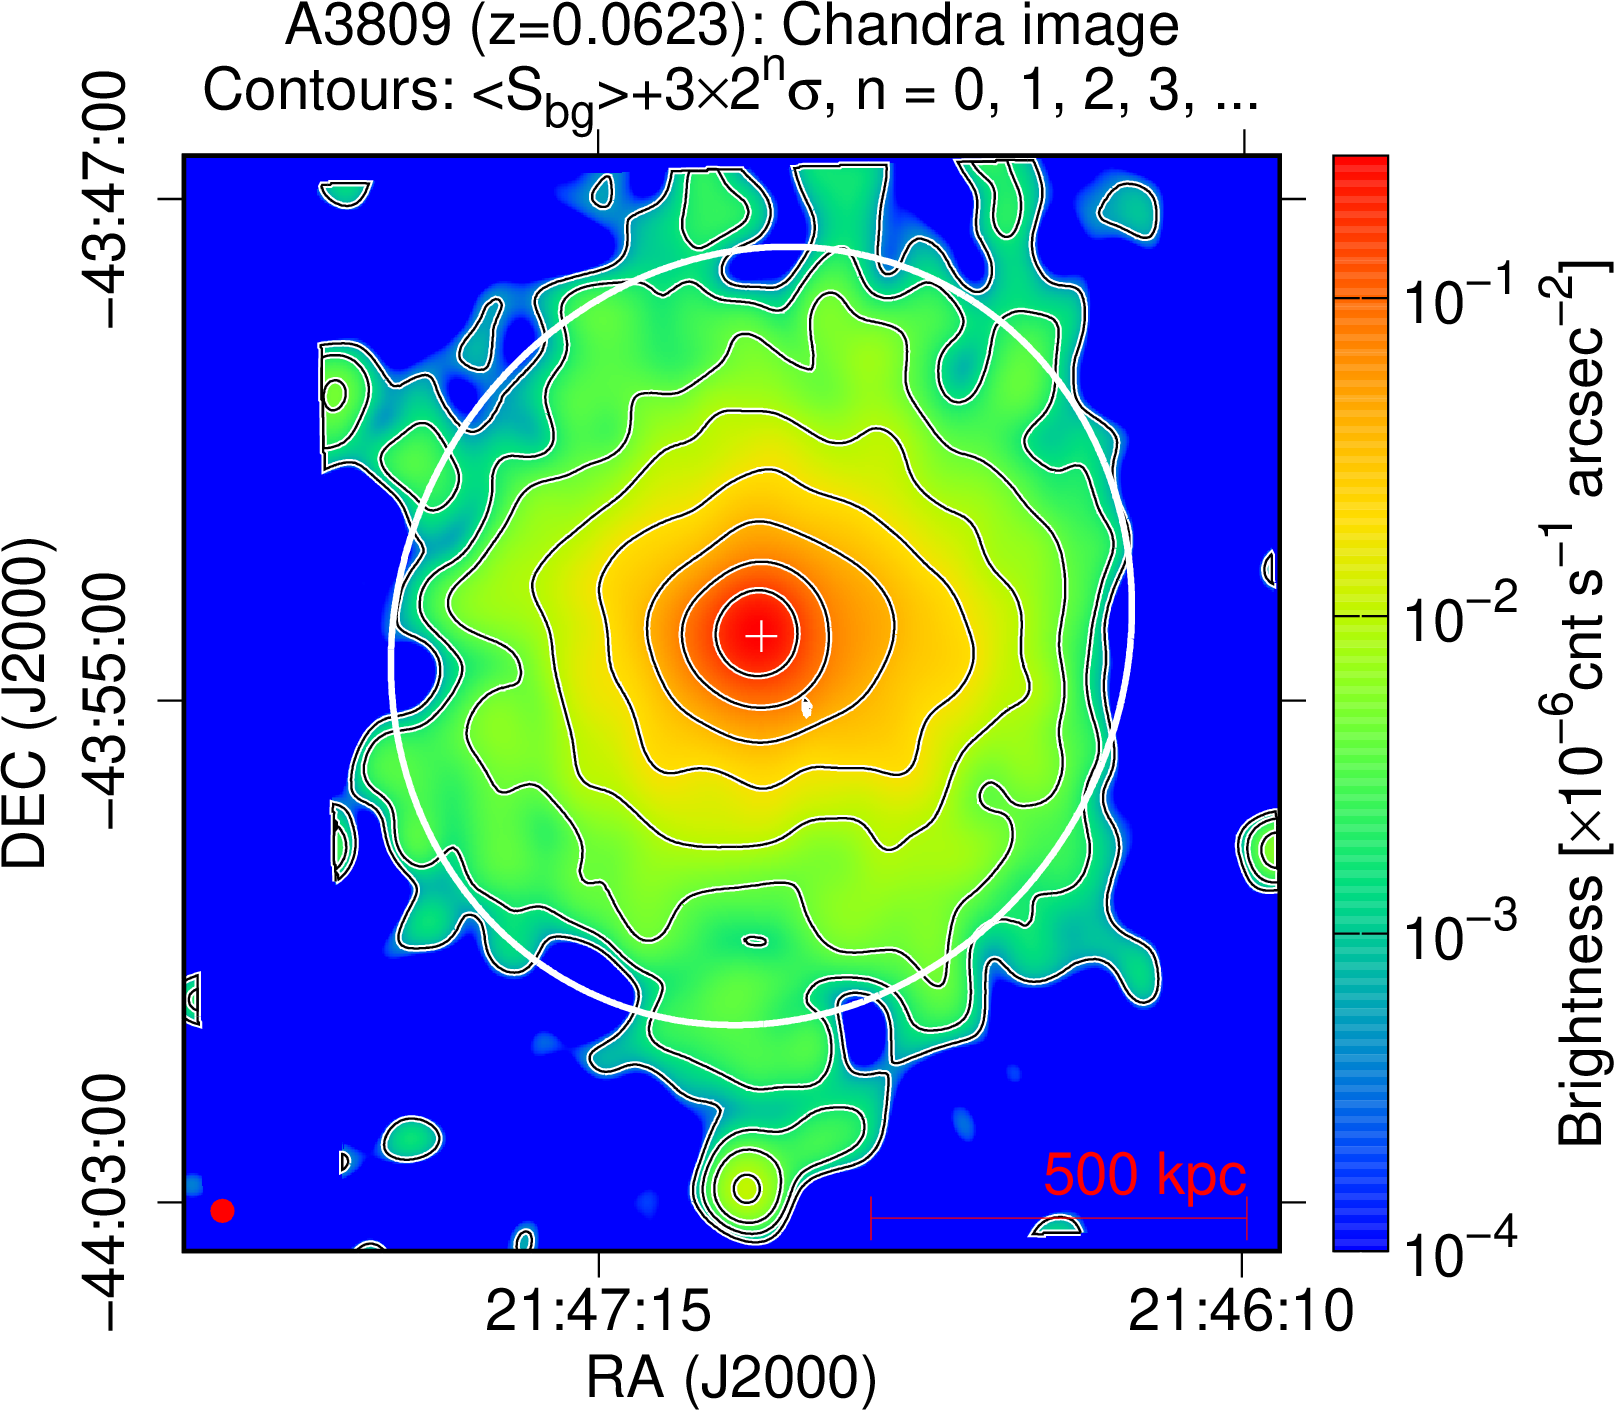 A3809 (z=0.0623): Chandra image
Contours: <S_bg>+3×2^nσ, n = 0, 1, 2, 3, ...
−43:47:00
−43:55:00
−44:03:00
DEC (J2000)
500 kpc
21:47:15
21:46:10
RA (J2000)
10^−1
10^−2
10^−3
10^−4
Brightness [×10^−6cnt s^−1 arcsec^−2]